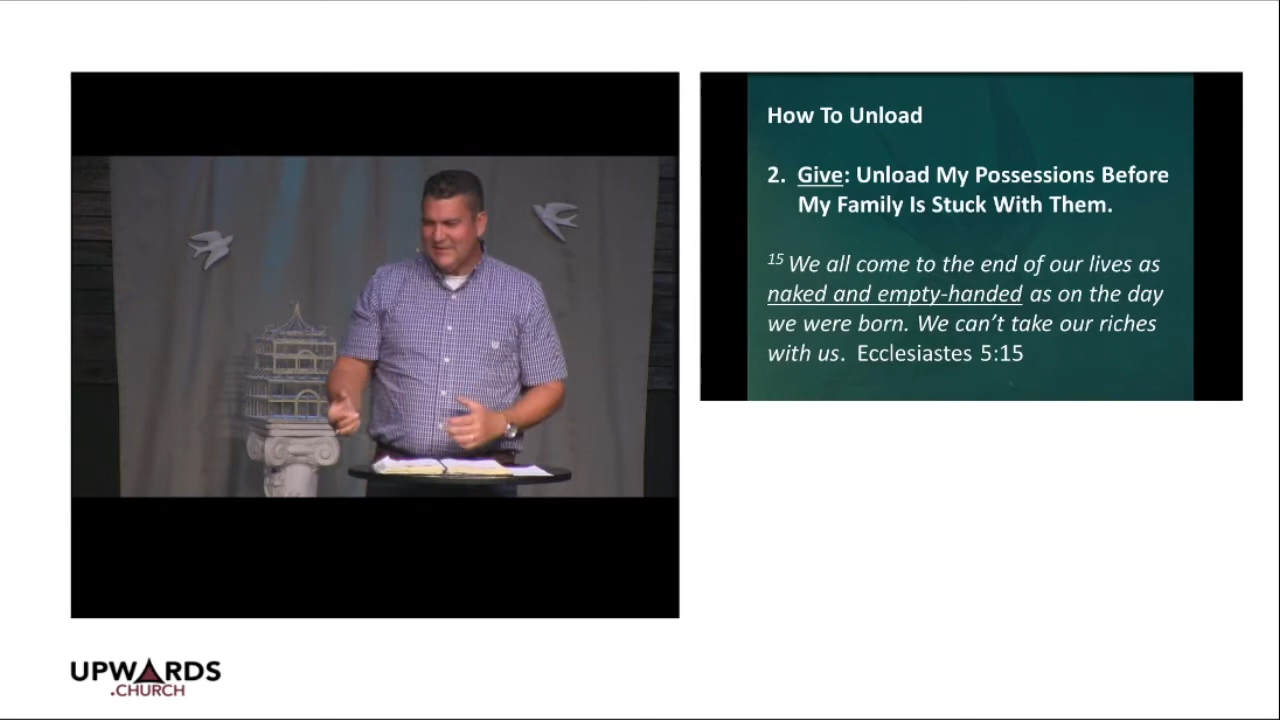 How To Unload
2. Give: Unload My Possessions Before
My Family Is Stuck With Them.
15 We all come to the end of our lives as
naked and empty-handed as on the day
we were born. We can’t take our riches
with us. Ecclesiastes 5:15
UPWARDS
.CHURCH